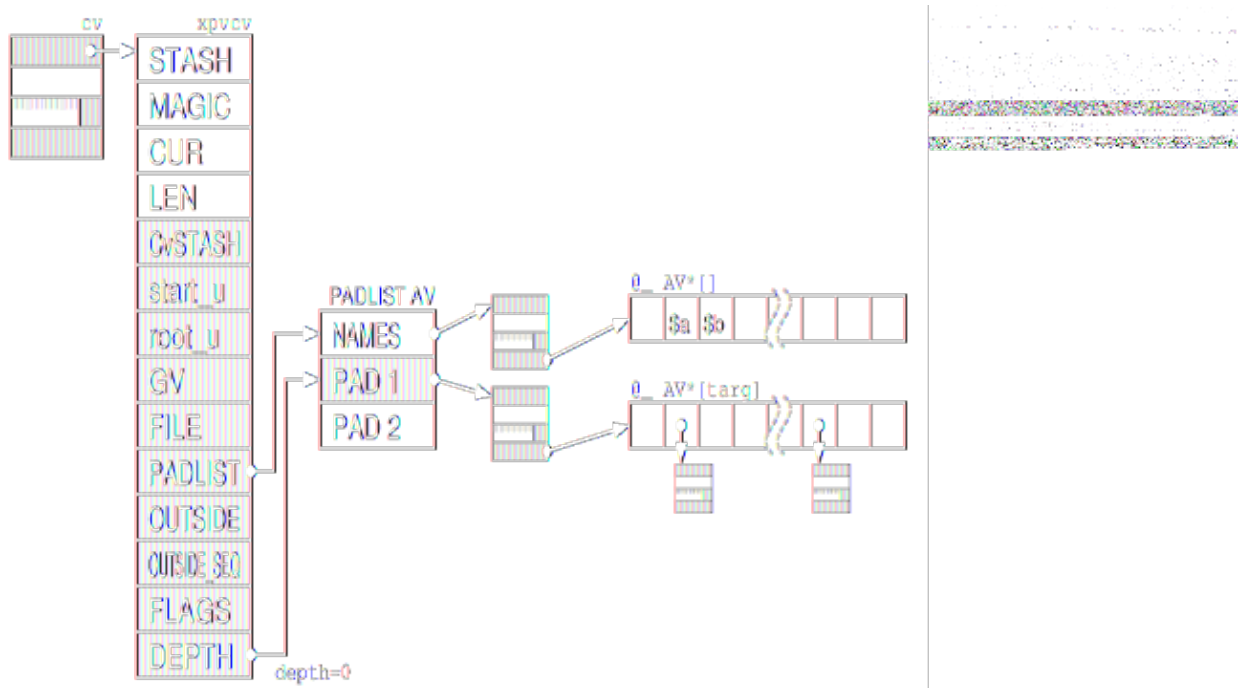 cv
xpvcv
STASH
MAGIC
CUR
LEN
CvSTASH
start_u
root_u
GV
FILE
PADLIST
OUTSIDE
OUTSIDE_SEQ
FLAGS
DEPTH
depth=0
PADLIST AV
NAMES
PAD 1
PAD 2
@_ AV*[]
$a $b
@_ AV*[targ]